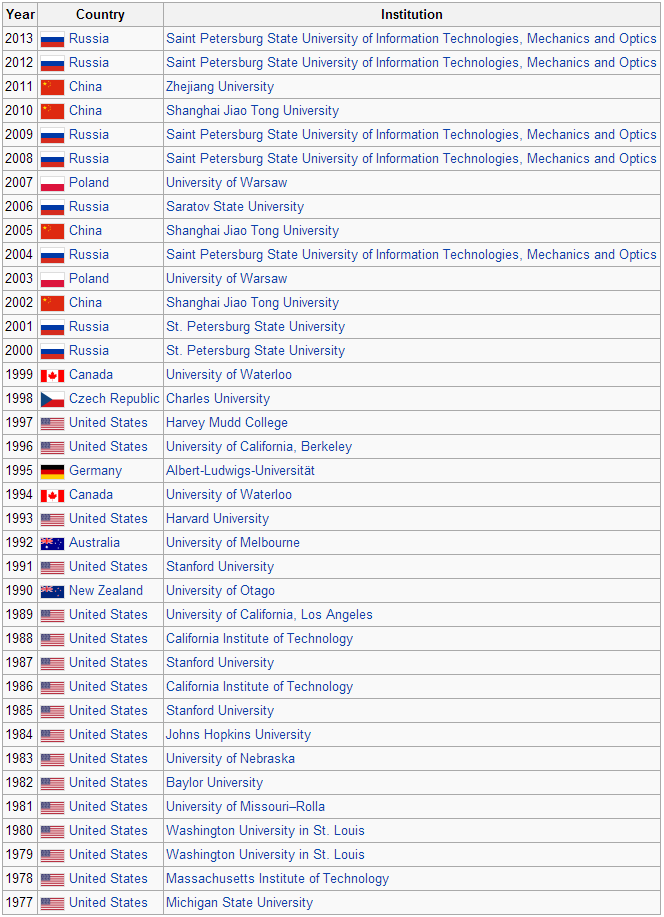 Year Country Institution
2013 Russia Saint Petersburg State University of Information Technologies, Mechanics and Optics
2012 Russia Saint Petersburg State University of Information Technologies, Mechanics and Optics
2011 China Zhejiang University
2010 China Shanghai Jiao Tong University
2009 Russia Saint Petersburg State University of Information Technologies, Mechanics and Optics
2008 Russia Saint Petersburg State University of Information Technologies, Mechanics and Optics
2007 Poland University of Warsaw
2006 Russia Saratov State University
2005 China Shanghai Jiao Tong University
2004 Russia Saint Petersburg State University of Information Technologies, Mechanics and Optics
2003 Poland University of Warsaw
2002 China Shanghai Jiao Tong University
2001 Russia St. Petersburg State University
2000 Russia St. Petersburg State University
1999 Canada University of Waterloo
1998 Czech Republic Charles University
1997 United States Harvey Mudd College
1996 United States University of California, Berkeley
1995 Germany Albert-Ludwigs-Universität
1994 Canada University of Waterloo
1993 United States Harvard University
1992 Australia University of Melbourne
1991 United States Stanford University
1990 New Zealand University of Otago
1989 United States University of California, Los Angeles
1988 United States California Institute of Technology
1987 United States Stanford University
1986 United States California Institute of Technology
1985 United States Stanford University
1984 United States Johns Hopkins University
1983 United States University of Nebraska
1982 United States Baylor University
1981 United States University of Missouri–Rolla
1980 United States Washington University in St. Louis
1979 United States Washington University in St. Louis
1978 United States Massachusetts Institute of Technology
1977 United States Michigan State University